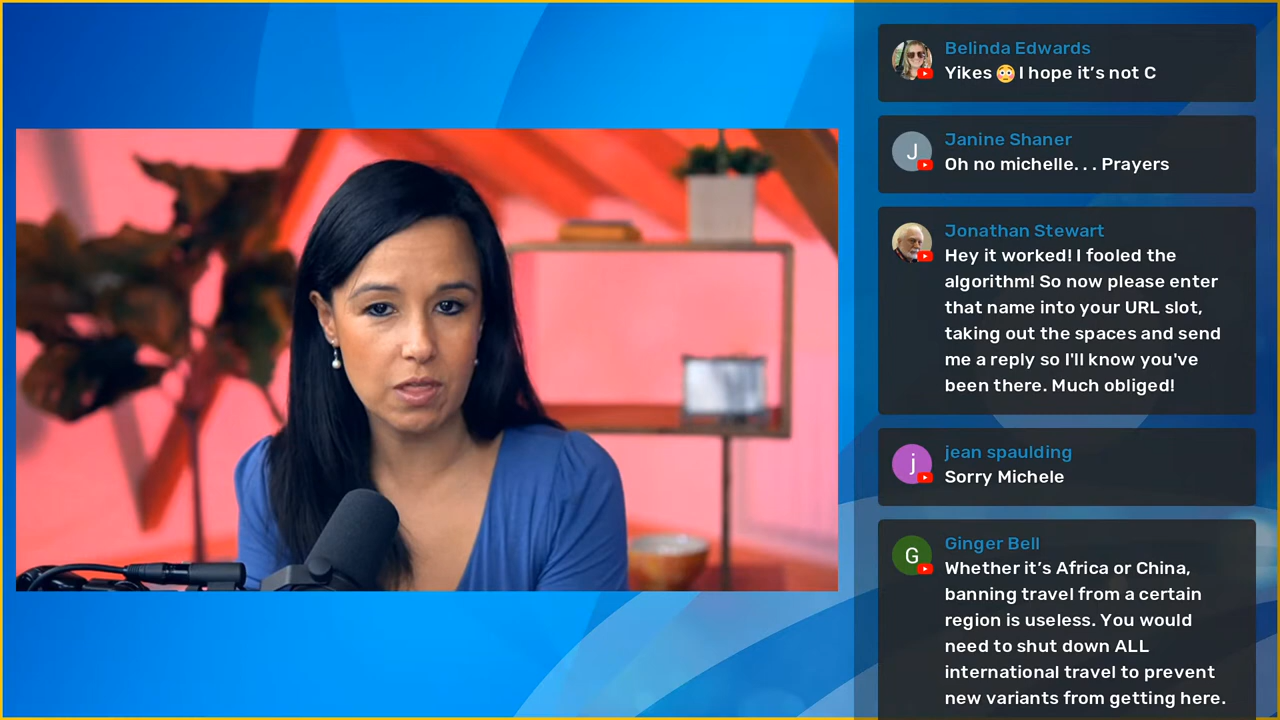 Belinda Edwards
Yikes 😳 I hope it’s not C
J
Janine Shaner
Oh no michelle. . . Prayers
Jonathan Stewart
Hey it worked! I fooled the
algorithm! So now please enter
that name into your URL slot,
taking out the spaces and send
me a reply so I'll know you've
been there. Much obliged!
j
jean spaulding
Sorry Michele
G
Ginger Bell
Whether it’s Africa or China,
banning travel from a certain
region is useless. You would
need to shut down ALL
international travel to prevent
new variants from getting here.